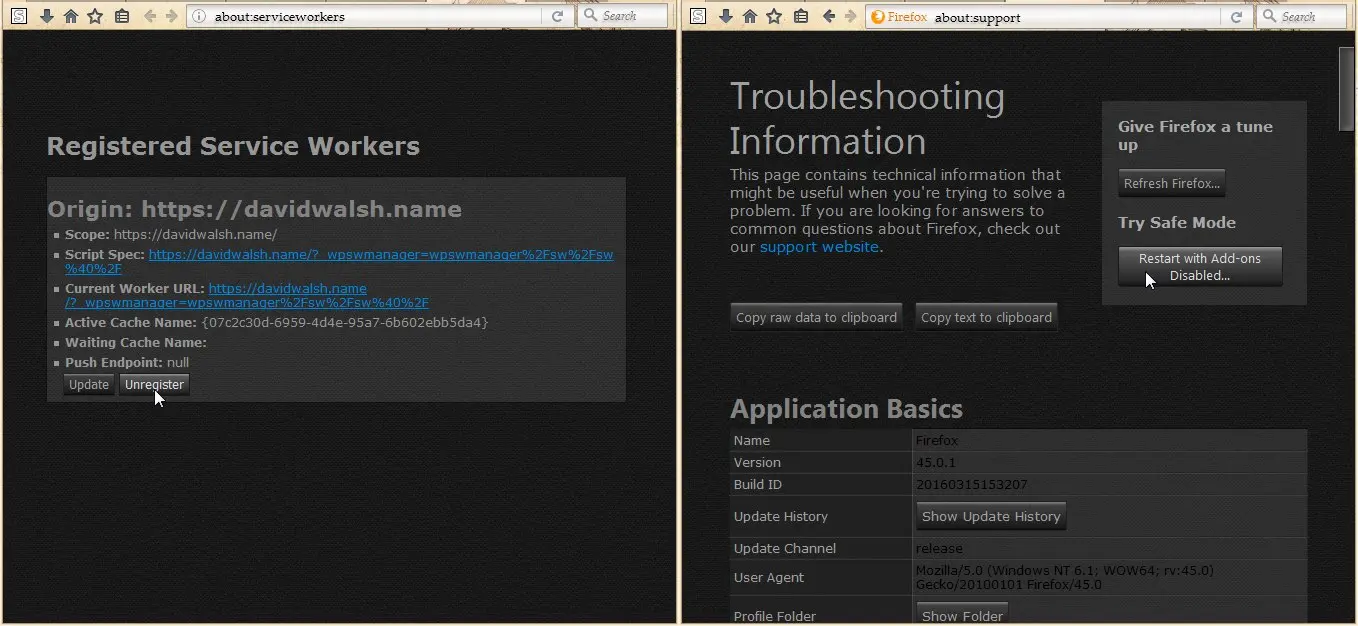 about:serviceworkers
Search
Registered Service Workers
Origin: https://davidwalsh.name
Scope: https://davidwalsh.name/
Script Spec: https://davidwalsh.name/?_wpswmanager=wpswmanager%2Fsw%2Fsw
%40%2F
Current Worker URL: https://davidwalsh.name
/?_wpswmanager=wpswmanager%2Fsw%2Fsw%40%2F
Active Cache Name: {07c2c30d-6959-4d4e-95a7-6b602ebb5da4}
Waiting Cache Name:
Push Endpoint: null
Update Unregister
Firefox about:support
Search
Troubleshooting
Information
This page contains technical information that
might be useful when you're trying to solve a
problem. If you are looking for answers to
common questions about Firefox, check out
our support website.
Copy raw data to clipboard Copy text to clipboard
Give Firefox a tune
up
Refresh Firefox...
Try Safe Mode
Restart with Add-ons
Disabled...
Application Basics
Name Firefox
Version 45.0.1
Build ID 20160315153207
Update History Show Update History
Update Channel release
User Agent Mozilla/5.0 (Windows NT 6.1; WOW64; rv:45.0)
Gecko/20100101 Firefox/45.0
Profile Folder Show Folder